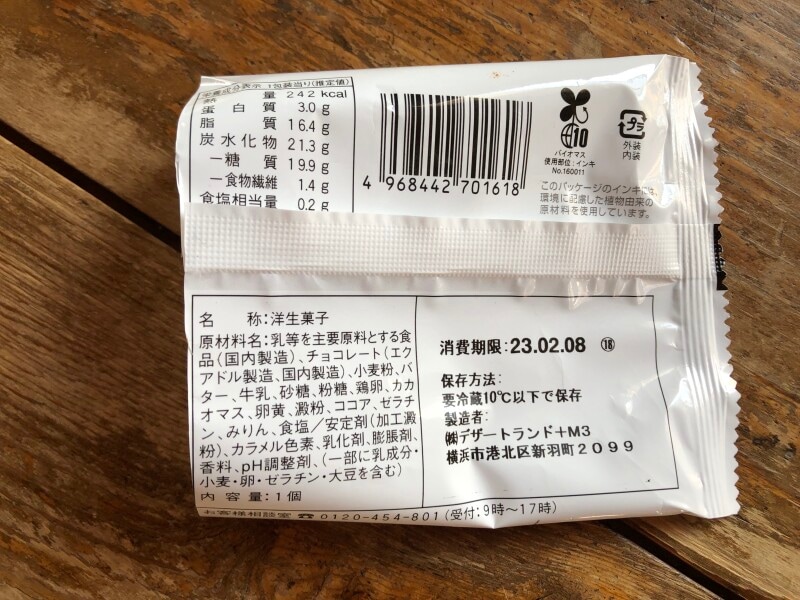 栄養成分表示 1包装当り(推定値)
熱 量 242 kcal
蛋白質 3.0 g
脂 質 16.4 g
炭水化物 21.3 g
ー糖 質 19.9 g
ー食物繊維 1.4 g
食塩相当量 0.2 g
4 968442 701618
10
バイオマス
使用部位:インキ
No.160011
プラ
外装
内装
このパッケージのインキは、
環境に配慮した植物由来の
原材料を使用しています。
名 称:洋生菓子
原材料名:乳等を主要原料とする食
品(国内製造)、チョコレート(エク
アドル製造、国内製造)、小麦粉、バ
ター、牛乳、砂糖、粉糖、鶏卵、カカ
オマス、卵黄、澱粉、ココア、ゼラチ
ン、みりん、食塩/安定剤(加工澱
粉)、カラメル色素、乳化剤、膨脹剤、
香料、pH調整剤、(一部に乳成分・
小麦・卵・ゼラチン・大豆を含む)
内容量:1個
消費期限:23.02.08 ⑱
保存方法:
要冷蔵10℃以下で保存
製造者:
㈱デザートランド+M3
横浜市港北区新羽町2099
お客様相談室 ☎0120-454-801(受付:9時〜17時)